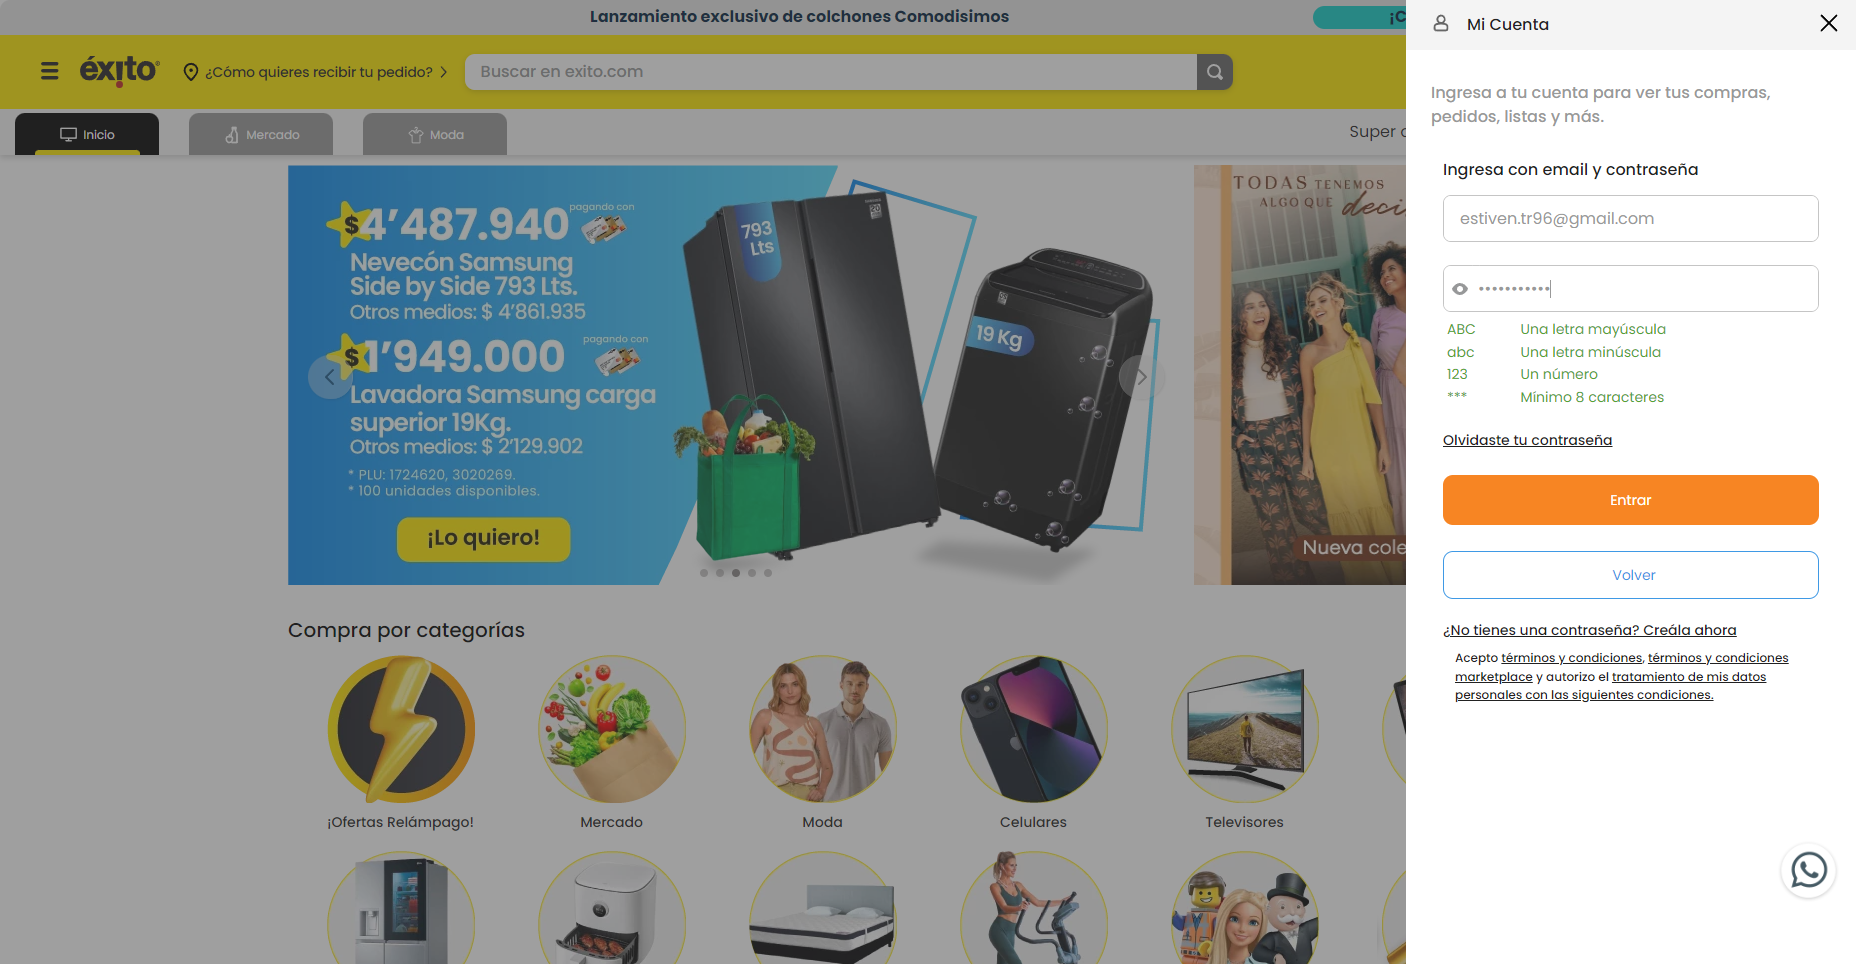 Lanzamiento exclusivo de colchones Comodisimos
¡C
éxito
¿Cómo quieres recibir tu pedido?
Buscar en exito.com
Inicio
Mercado
Moda
Super
$4'487.940
pagando con
Nevecón Samsung
Side by Side 793 Lts.
Otros medios: $ 4'861.935
$1'949.000
pagando con
Lavadora Samsung carga
superior 19Kg.
Otros medios: $ 2'129.902
* PLU: 1724620, 3020269.
* 100 unidades disponibles.
¡Lo quiero!
793
Lts
19 Kg
TODAS TENEMOS
ALGO QUE deci
Nueva cole
Compra por categorías
¡Ofertas Relámpago!
Mercado
Moda
Celulares
Televisores
Mi Cuenta
Ingresa a tu cuenta para ver tus compras,
pedidos, listas y más.
Ingresa con email y contraseña
estiven.tr96@gmail.com
•••••••••••
ABC Una letra mayúscula
abc Una letra minúscula
123 Un número
*** Mínimo 8 caracteres
Olvidaste tu contraseña
Entrar
Volver
¿No tienes una contraseña? Creála ahora
Acepto términos y condiciones, términos y condiciones
marketplace y autorizo el tratamiento de mis datos
personales con las siguientes condiciones.